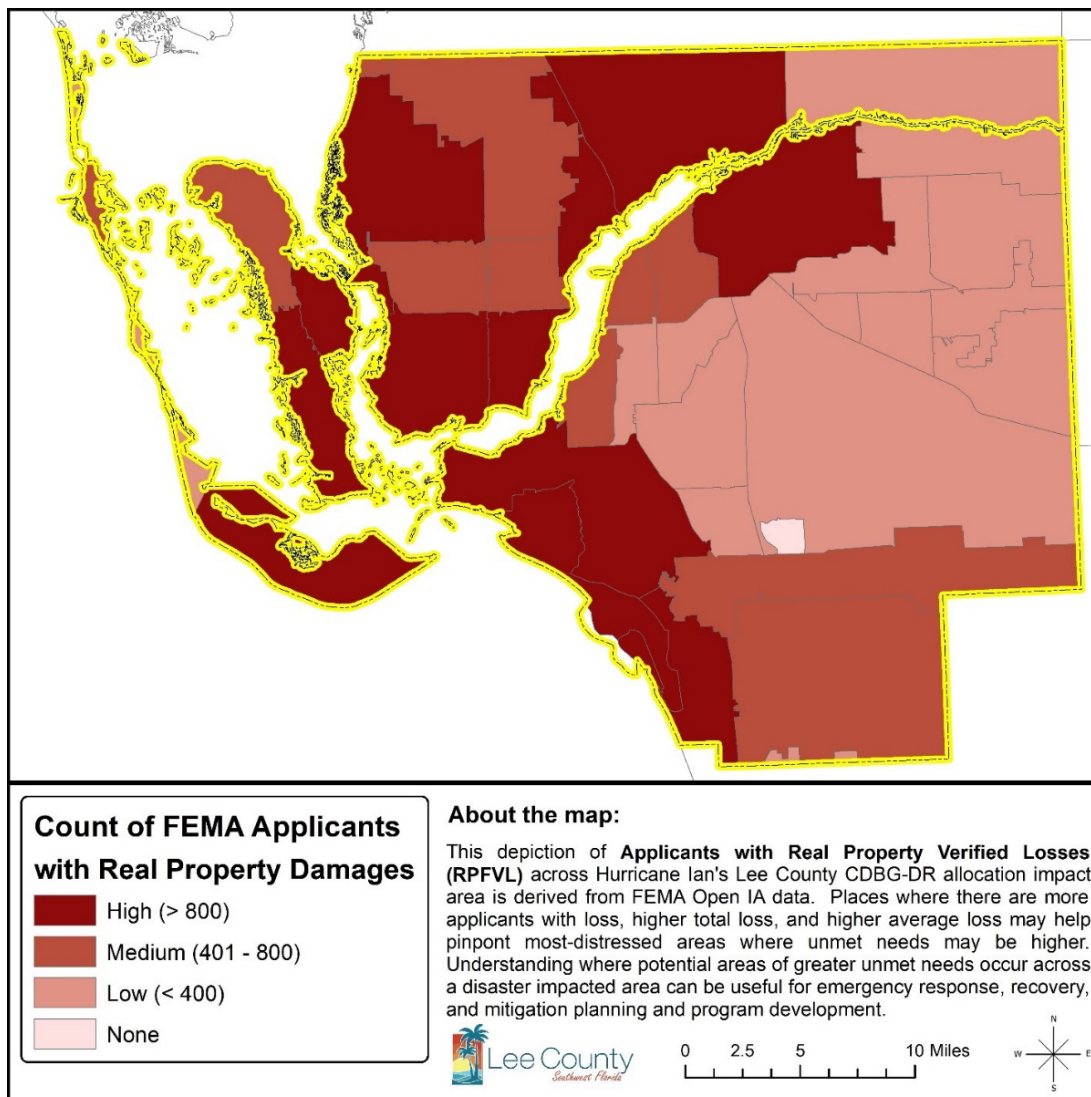 Count of FEMA Applicants
with Real Property Damages
High (> 800)
Medium (401 - 800)
Low (< 400)
None
About the map:
This depiction of Applicants with Real Property Verified Losses
(RPFVL) across Hurricane Ian's Lee County CDBG-DR allocation impact
area is derived from FEMA Open IA data. Places where there are more
applicants with loss, higher total loss, and higher average loss may help
pinpont most-distressed areas where unmet needs may be higher.
Understanding where potential areas of greater unmet needs occur across
a disaster impacted area can be useful for emergency response, recovery,
and mitigation planning and program development.
Lee County
Southwest Florida
0 2.5 5 10 Miles
N
W E
S